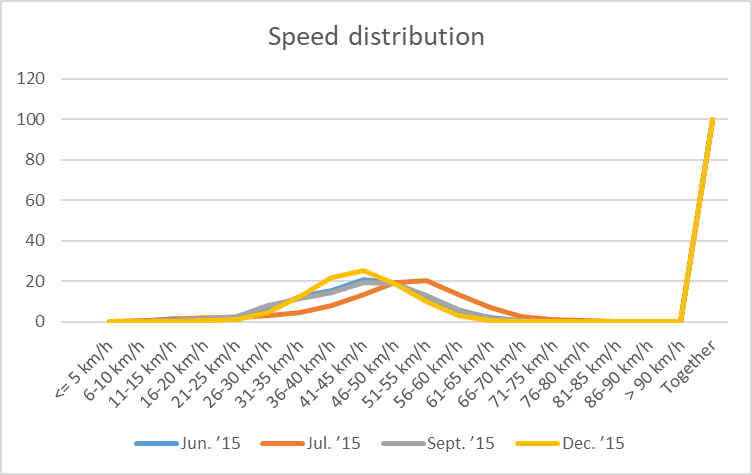 Speed distribution
120
100
80
60
40
20
0
<= 5 km/h
6-10 km/h
11-15 km/h
16-20 km/h
21-25 km/h
26-30 km/h
31-35 km/h
36-40 km/h
41-45 km/h
46-50 km/h
51-55 km/h
56-60 km/h
61-65 km/h
66-70 km/h
71-75 km/h
76-80 km/h
81-85 km/h
86-90 km/h
> 90 km/h
Together
Jun. ’15 Jul. ’15 Sept. ’15 Dec. ’15